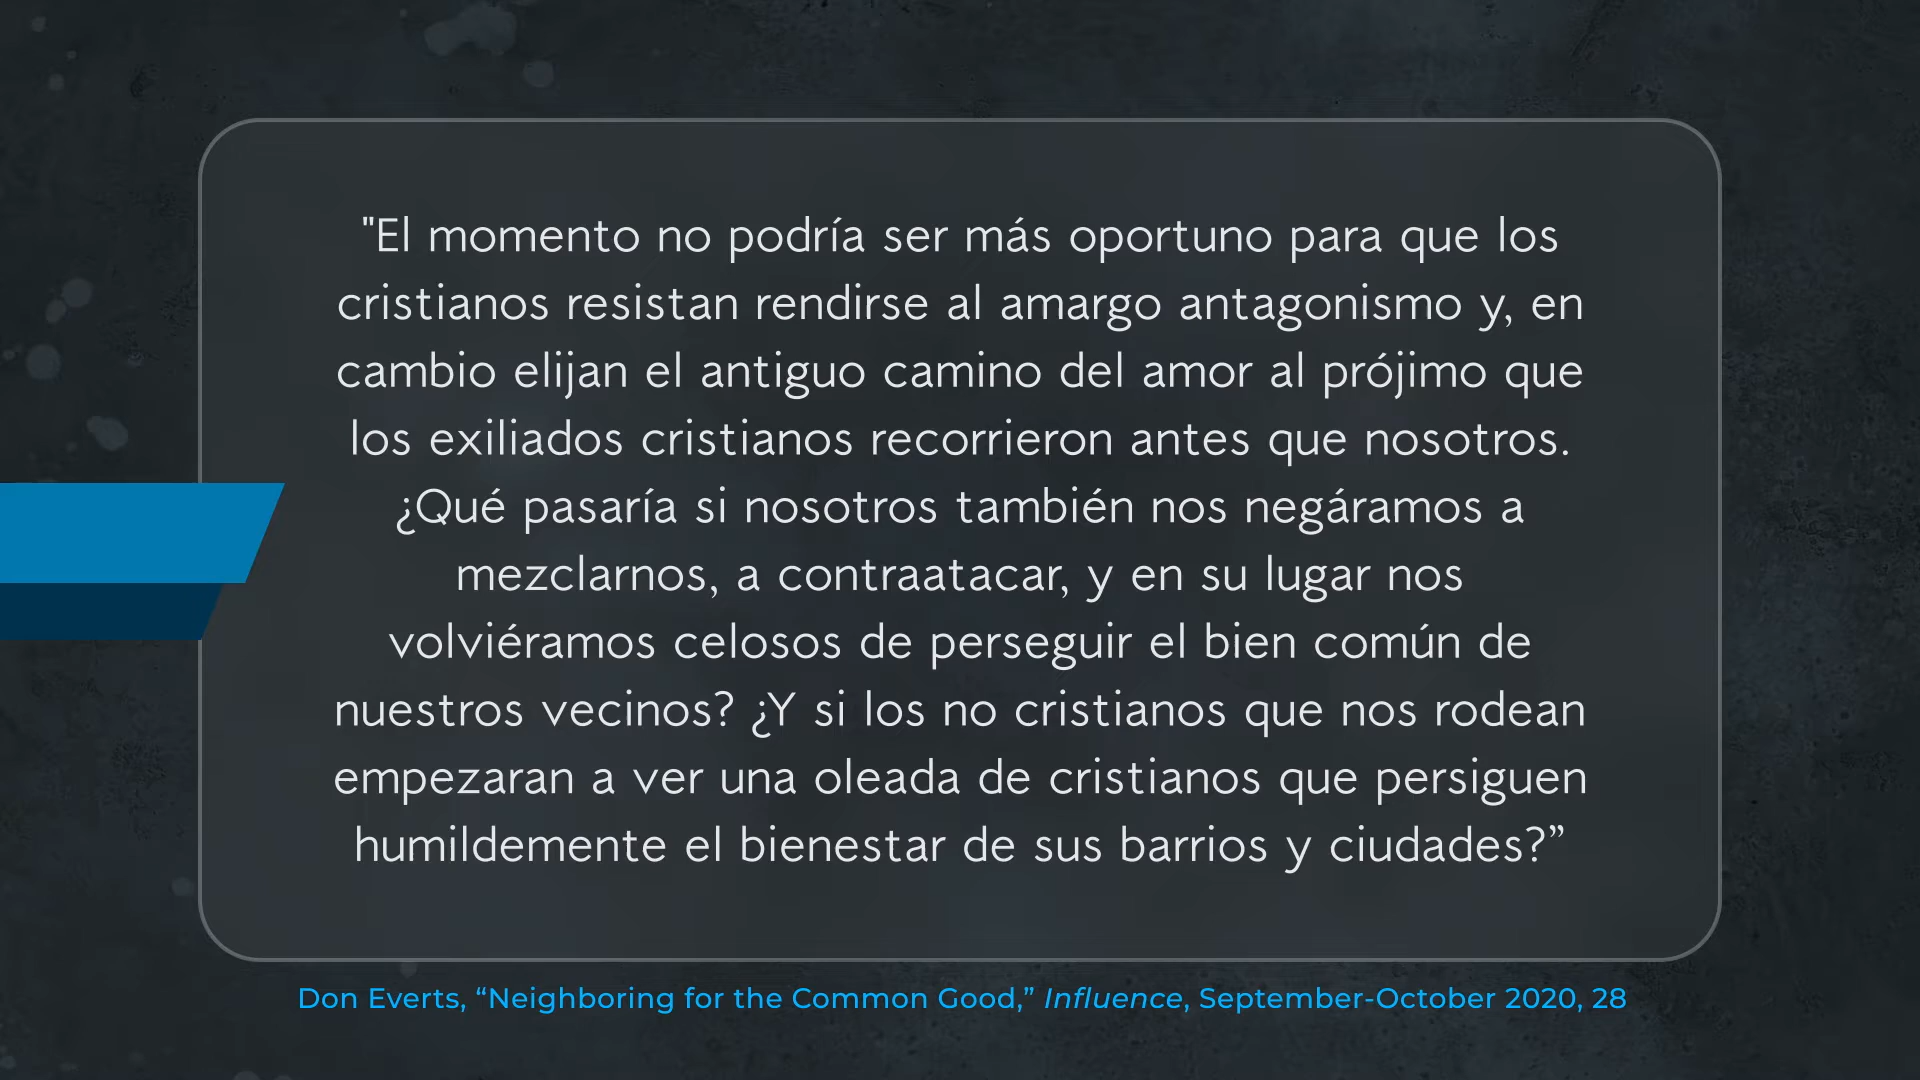 "El momento no podría ser más oportuno para que los
cristianos resistan rendirse al amargo antagonismo y, en
cambio elijan el antiguo camino del amor al prójimo que
los exiliados cristianos recorrieron antes que nosotros.
¿Qué pasaría si nosotros también nos negáramos a
mezclarnos, a contraatacar, y en su lugar nos
volviéramos celosos de perseguir el bien común de
nuestros vecinos? ¿Y si los no cristianos que nos rodean
empezaran a ver una oleada de cristianos que persiguen
humildemente el bienestar de sus barrios y ciudades?”
Don Everts, “Neighboring for the Common Good,” Influence, September-October 2020, 28